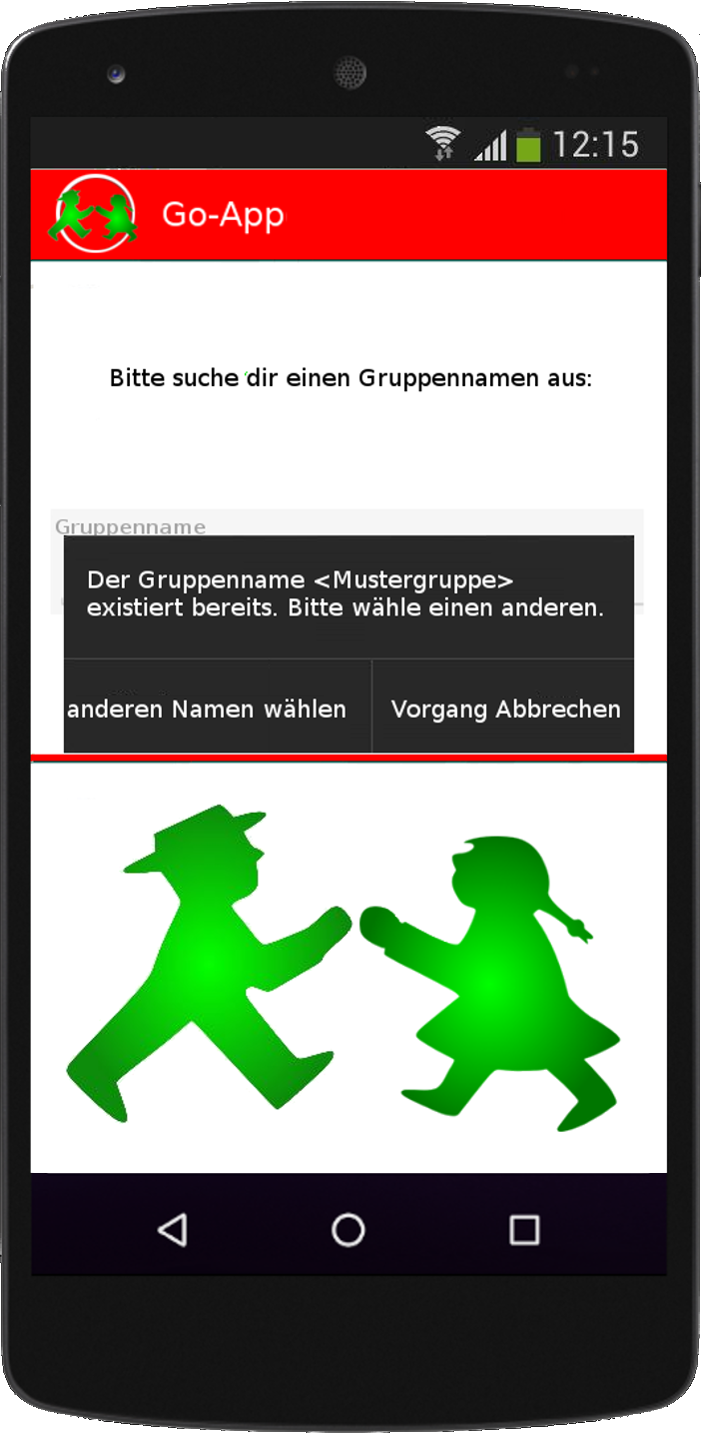 12:15
Go-App
Bitte suche dir einen Gruppennamen aus:
Gruppenname
Der Gruppenname <Mustergruppe>
existiert bereits. Bitte wähle einen anderen.
anderen Namen wählen
Vorgang Abbrechen